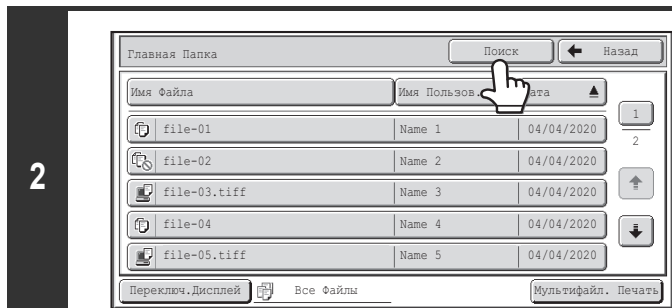 2
Главная Папка Поиск Назад
Имя Файла Имя Пользов. ата
file-01 Name 1 04/04/2020 1
file-02 Name 2 04/04/2020 2
file-03.tiff Name 3 04/04/2020
file-04 Name 4 04/04/2020
file-05.tiff Name 5 04/04/2020
Переключ.Дисплей Все Файлы Мультифайл. Печать